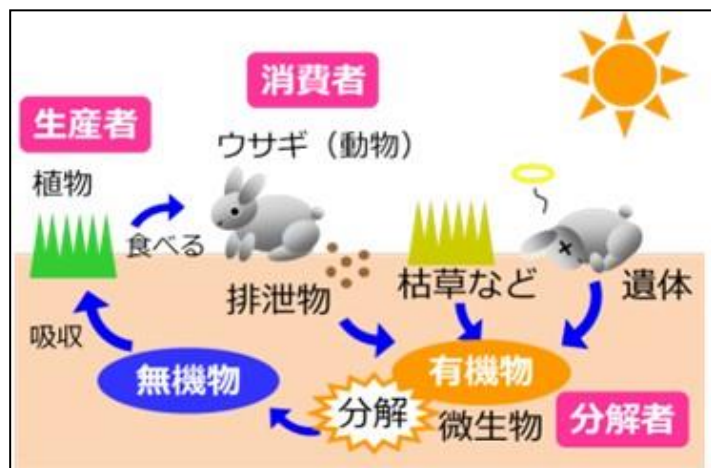 消費者
生産者
ウサギ（動物）
植物
食べる
排泄物
枯草など
遺体
吸収
無機物
有機物
分解
微生物
分解者